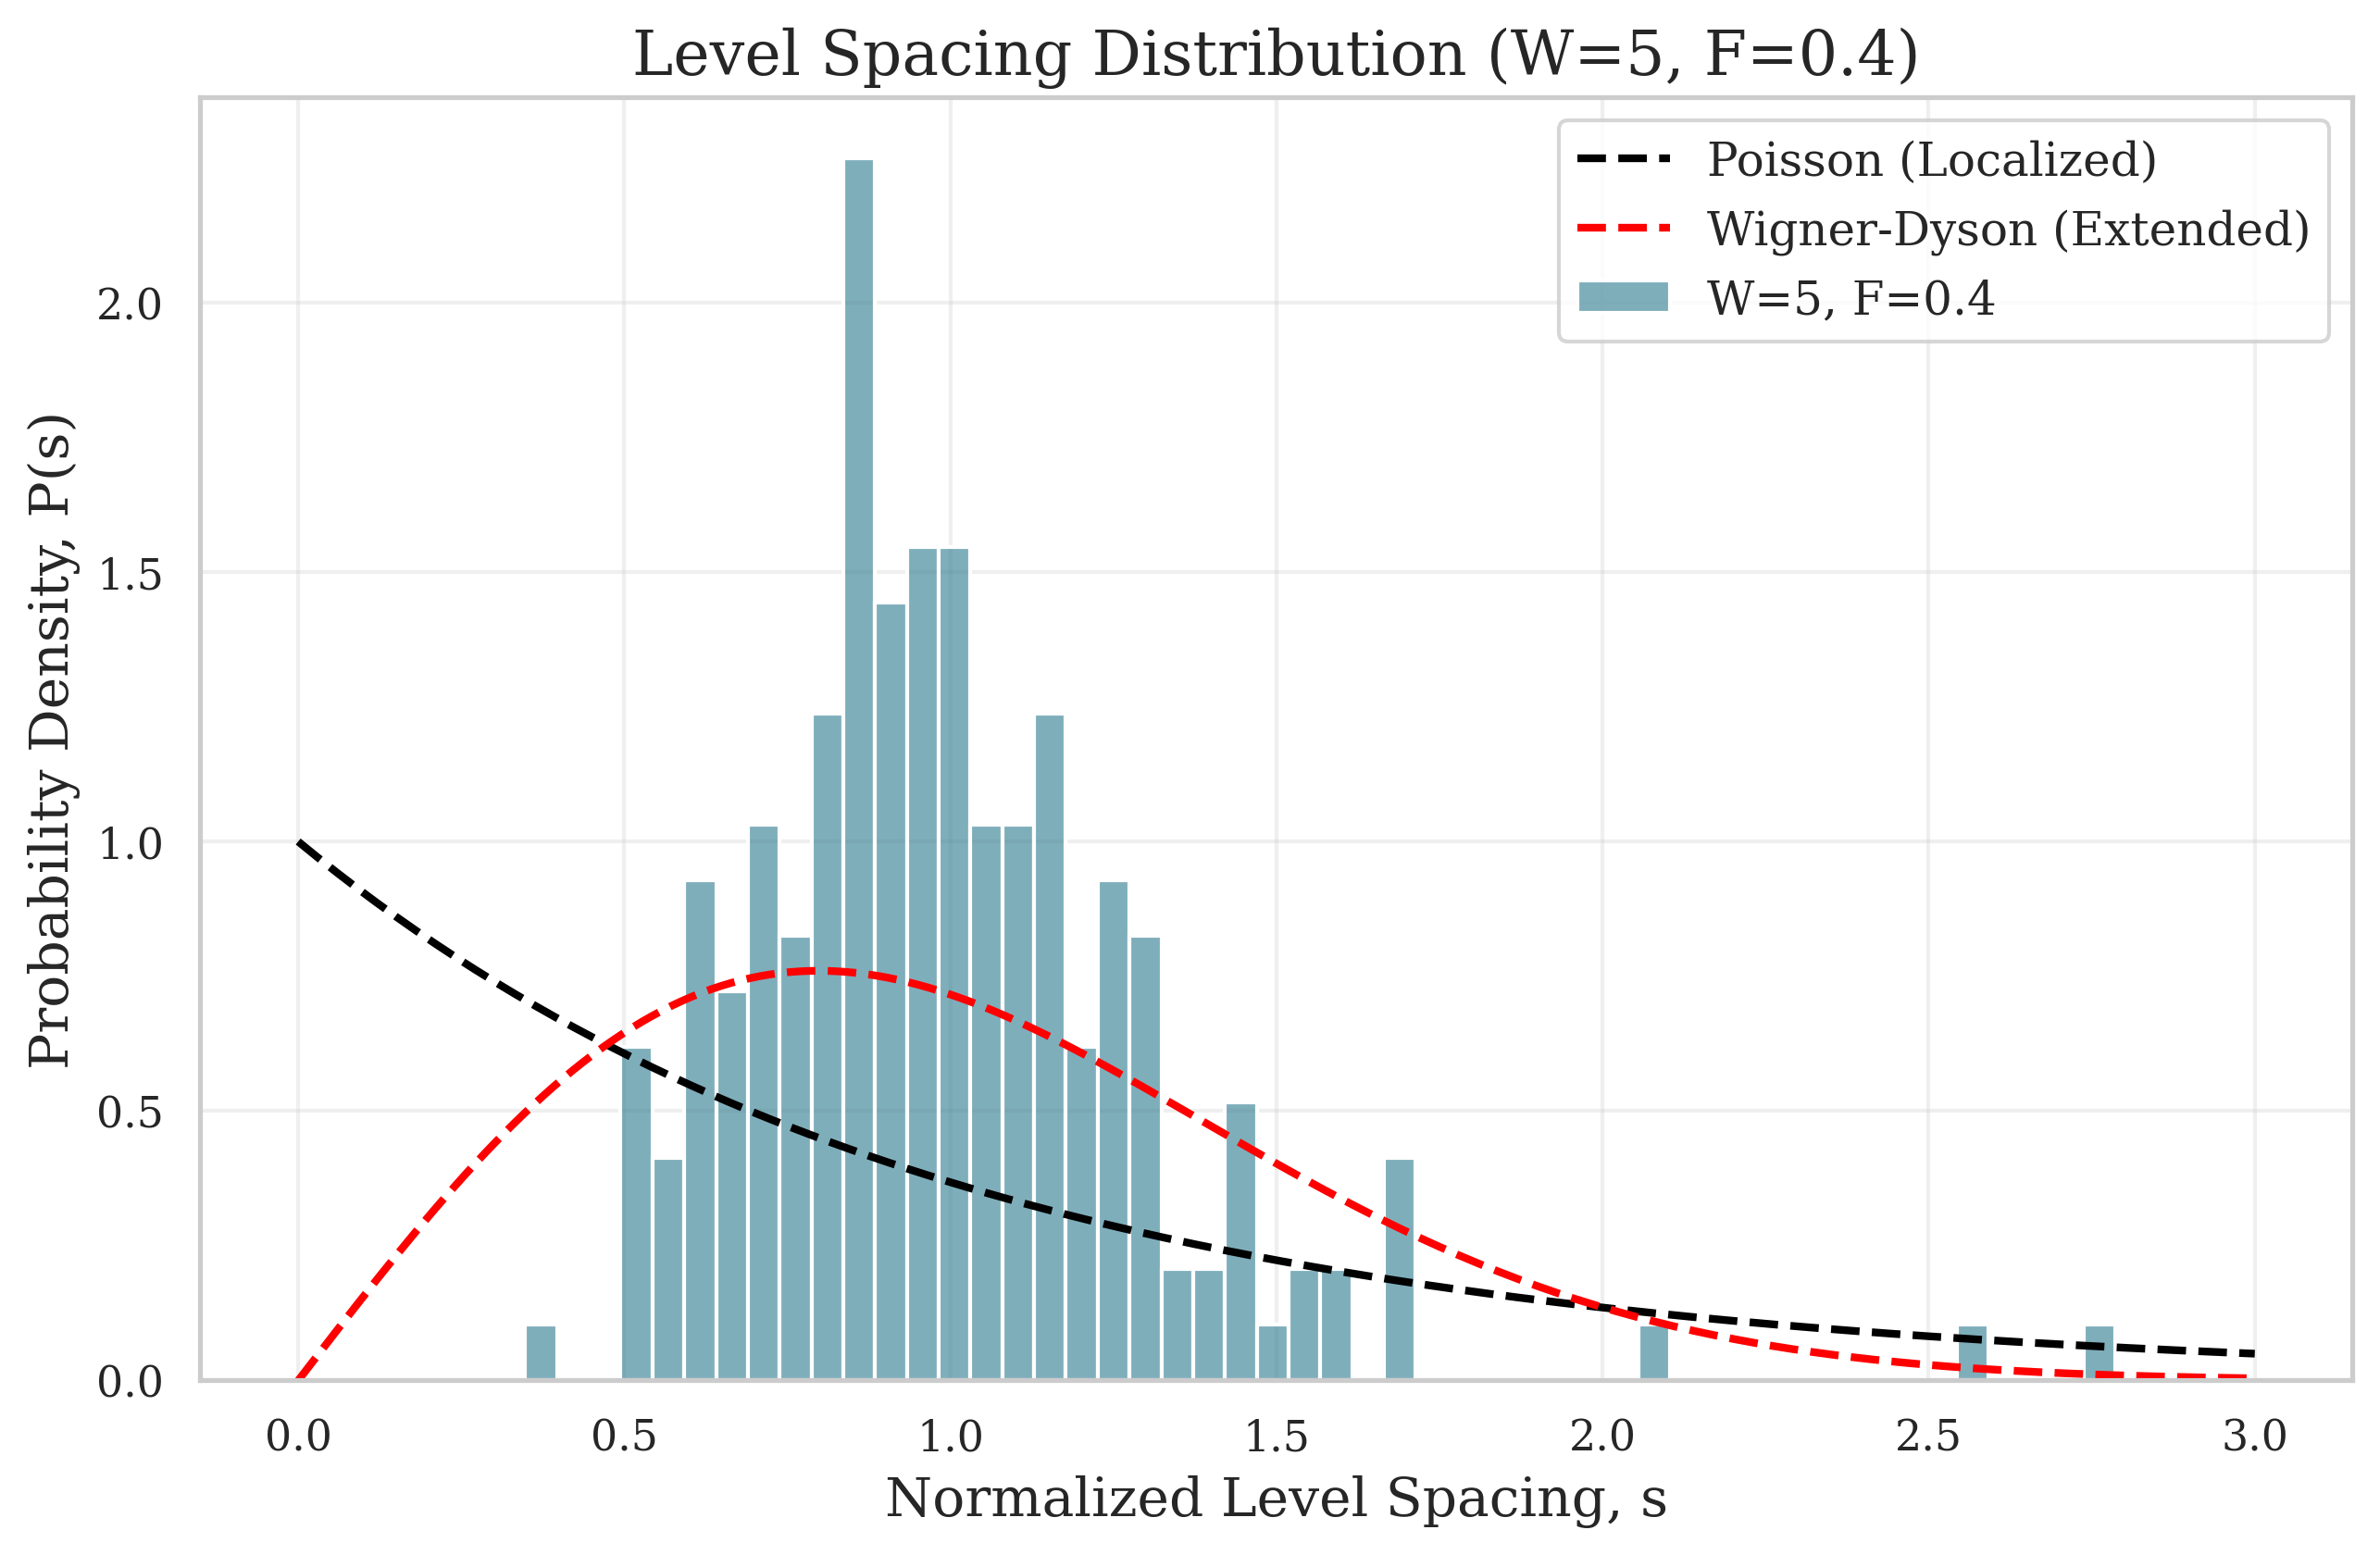 Level Spacing Distribution (W=5, F=0.4)
Poisson (Localized)
Wigner-Dyson (Extended)
W=5, F=0.4
Probability Density, P(s)
2.0
1.5
1.0
0.5
0.0
0.0 0.5 1.0 1.5 2.0 2.5 3.0
Normalized Level Spacing, s